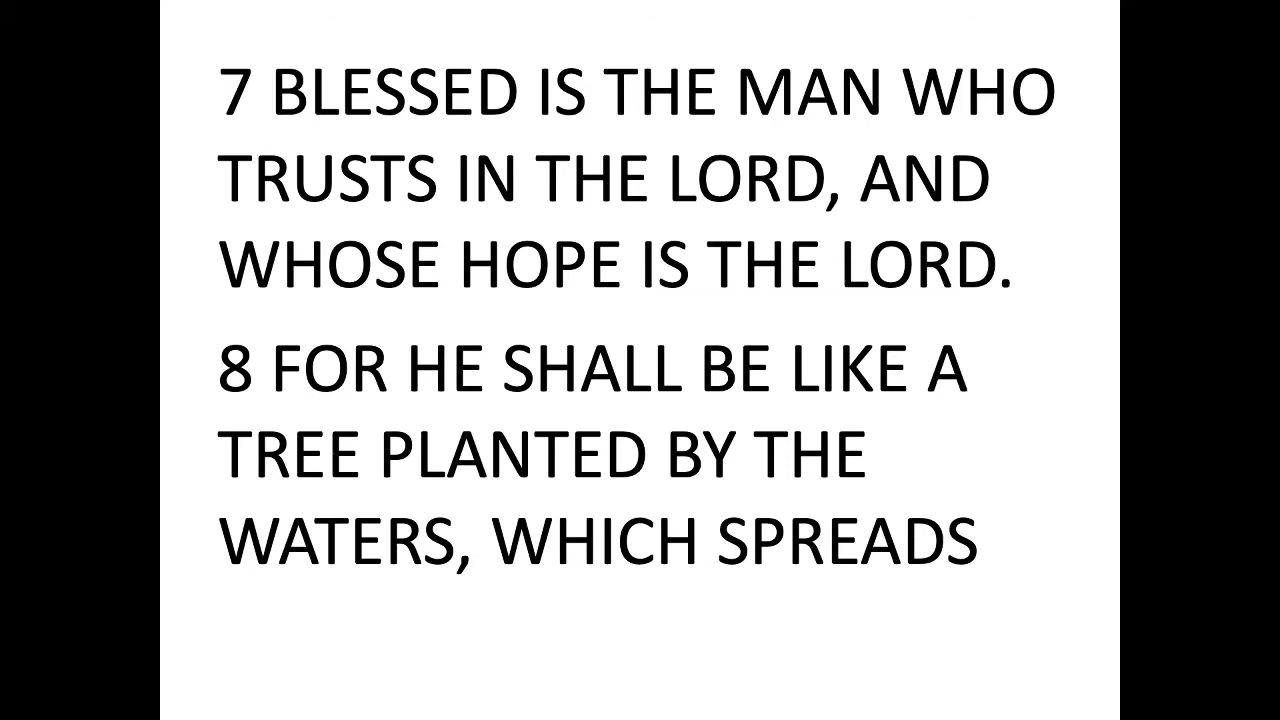 7 BLESSED IS THE MAN WHO
TRUSTS IN THE LORD, AND
WHOSE HOPE IS THE LORD.
8 FOR HE SHALL BE LIKE A
TREE PLANTED BY THE
WATERS, WHICH SPREADS